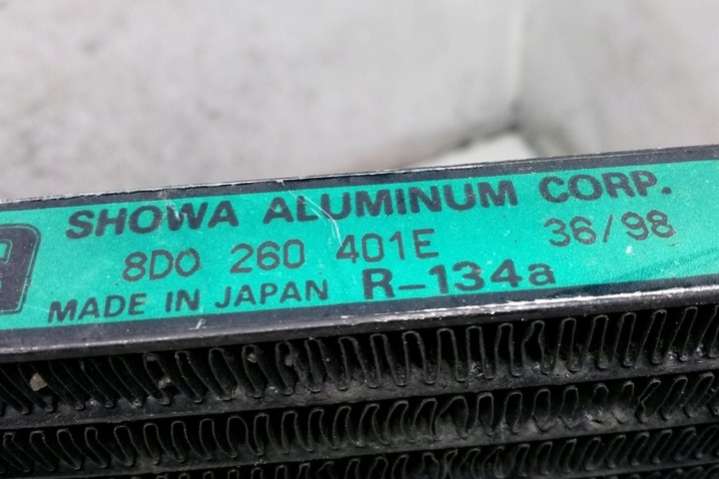 SHOWA ALUMINUM CORP.
8D0 260 401E 36/98
MADE IN JAPAN R-134a